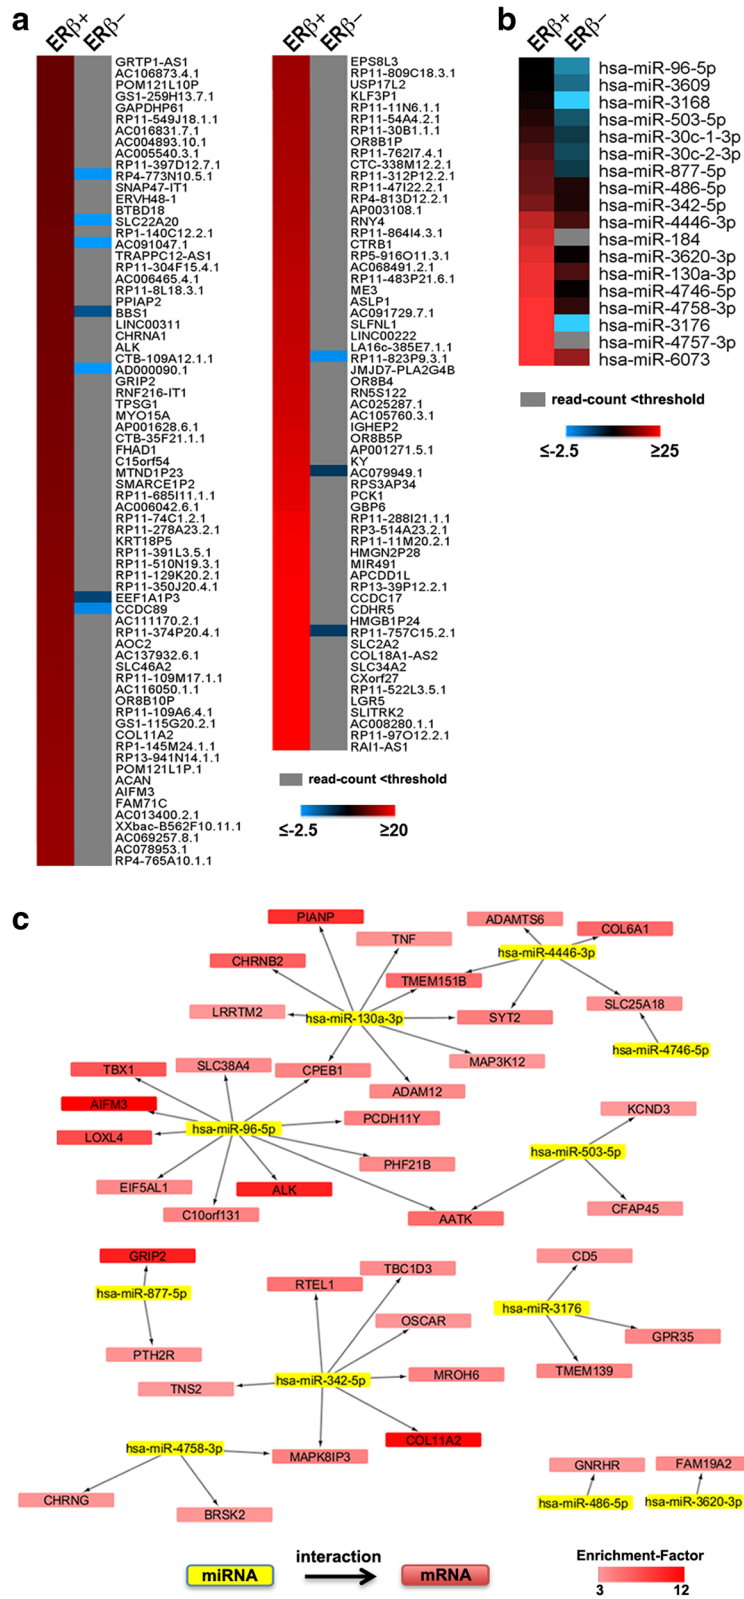 a
ERβ+ ERβ−
GRTP1-AS1
AC106873.4.1
POM121L10P
GS1-259H13.7.1
GAPDHP61
RP11-549J18.1.1
AC016831.7.1
AC004893.10.1
AC005540.3.1
RP11-397D12.7.1
RP4-773N10.5.1
SNAP47-IT1
ERVH48-1
BTBD18
SLC22A20
RP1-140C12.2.1
AC091047.1
TRAPPC12-AS1
RP11-304F15.4.1
AC006465.4.1
RP11-8L18.3.1
PPIAP2
BBS1
LINC00311
CHRNA1
ALK
CTB-109A12.1.1
AD000090.1
GRIP2
RNF216-IT1
TPSG1
MYO15A
AP001628.6.1
CTB-35F21.1.1
FHAD1
C15orf54
MTND1P23
SMARCE1P2
RP11-685I11.1.1
AC006042.6.1
RP11-74C1.2.1
RP11-278A23.2.1
KRT18P5
RP11-391L3.5.1
RP11-510N19.3.1
RP11-129K20.2.1
RP11-350J20.4.1
EEF1A1P3
CCDC89
AC111170.2.1
RP11-374P20.4.1
AOC2
AC137932.6.1
SLC46A2
RP11-109M17.1.1
AC116050.1.1
OR8B10P
RP11-109A6.4.1
GS1-115G20.2.1
COL11A2
RP1-145M24.1.1
RP13-941N14.1.1
POM121L1P.1
ACAN
AIFM3
FAM71C
AC013400.2.1
XXbac-B562F10.11.1
AC069257.8.1
AC078953.1
RP4-765A10.1.1
ERβ+ ERβ−
EPS8L3
RP11-809C18.3.1
USP17L2
KLF3P1
RP11-11N6.1.1
RP11-54A4.2.1
RP11-30B1.1.1
OR8B1P
RP11-762I7.4.1
CTC-338M12.2.1
RP11-312P12.2.1
RP11-47I22.2.1
RP4-813D12.2.1
AP003108.1
RNY4
RP11-864I4.3.1
CTRB1
RP5-916O11.3.1
AC068491.2.1
RP11-483P21.6.1
ME3
ASLP1
AC091729.7.1
SLFNL1
LINC00222
LA16c-385E7.1.1
RP11-823P9.3.1
JMJD7-PLA2G4B
OR8B4
RN5S122
AC025287.1
AC105760.3.1
IGHEP2
OR8B5P
AP001271.5.1
KY
AC079949.1
RPS3AP34
PCK1
GBP6
RP11-288I21.1.1
RP3-514A23.2.1
RP11-11M20.2.1
HMGN2P28
MIR491
APCDD1L
RP13-39P12.2.1
CCDC17
CDHR5
HMGB1P24
RP11-757C15.2.1
SLC2A2
COL18A1-AS2
SLC34A2
CXorf27
RP11-522L3.5.1
LGR5
SLITRK2
AC008280.1.1
RP11-97O12.2.1
RAI1-AS1
read-count <threshold
≤-2.5 ≥20
b
ERβ+ ERβ−
hsa-miR-96-5p
hsa-miR-3609
hsa-miR-3168
hsa-miR-503-5p
hsa-miR-30c-1-3p
hsa-miR-30c-2-3p
hsa-miR-877-5p
hsa-miR-486-5p
hsa-miR-342-5p
hsa-miR-4446-3p
hsa-miR-184
hsa-miR-3620-3p
hsa-miR-130a-3p
hsa-miR-4746-5p
hsa-miR-4758-3p
hsa-miR-3176
hsa-miR-4757-3p
hsa-miR-6073
read-count <threshold
≤-2.5 ≥25
c
PIANP
ADAMTS6
COL6A1
TNF
hsa-miR-4446-3p
CHRNB2
TMEM151B
SLC25A18
LRRTM2
hsa-miR-130a-3p
SYT2
hsa-miR-4746-5p
MAP3K12
TBX1
SLC38A4
CPEB1
ADAM12
AIFM3
KCND3
PCDH11Y
hsa-miR-96-5p
LOXL4
hsa-miR-503-5p
PHF21B
EIF5AL1
ALK
C10orf131
AATK
CFAP45
GRIP2
CD5
TBC1D3
RTEL1
hsa-miR-877-5p
hsa-miR-3176
OSCAR
GPR35
PTH2R
TMEM139
hsa-miR-342-5p
MROH6
TNS2
COL11A2
hsa-miR-4758-3p
MAPK8IP3
GNRHR
FAM19A2
CHRNG
hsa-miR-486-5p
hsa-miR-3620-3p
BRSK2
miRNA
interaction
mRNA
Enrichment-Factor
3 12